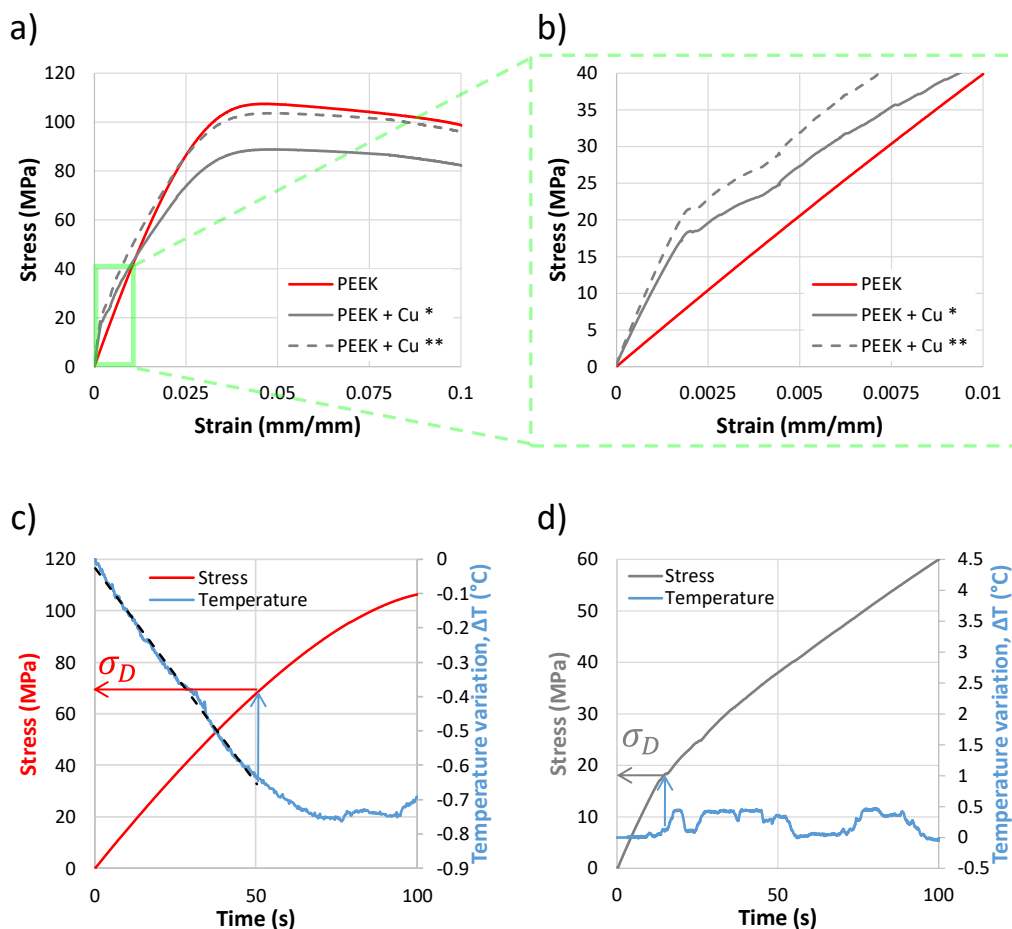 a)
120
100
80
60
40
20
0
Stress (MPa)
0
0.025
0.05
0.075
0.1
Strain (mm/mm)
PEEK
PEEK + Cu *
PEEK + Cu **
b)
40
35
30
25
20
15
10
5
0
Stress (MPa)
0
0.0025
0.005
0.0075
0.01
Strain (mm/mm)
PEEK
PEEK + Cu *
PEEK + Cu **
c)
120
100
80
60
40
20
0
Stress (MPa)
Stress
Temperature
σ_D
0
-0.1
-0.2
-0.3
-0.4
-0.5
-0.6
-0.7
-0.8
-0.9
Temperature variation, ΔT (°C)
0
50
100
Time (s)
d)
60
50
40
30
20
10
0
Stress (MPa)
Stress
Temperature
σ_D
4.5
4
3.5
3
2.5
2
1.5
1
0.5
0
-0.5
Temperature variation, ΔT (°C)
0
50
100
Time (s)